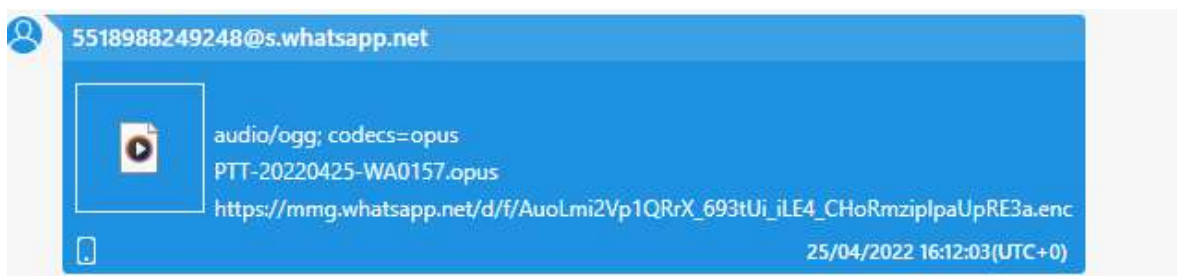 5518988249248@s.whatsapp.net
audio/ogg; codecs=opus
PTT-20220425-WA0157.opus
https://mmg.whatsapp.net/d/f/AuoLmi2Vp1QRrX_693tUi_iLE4_CHoRmziplpaUpRE3a.enc
25/04/2022 16:12:03(UTC+0)